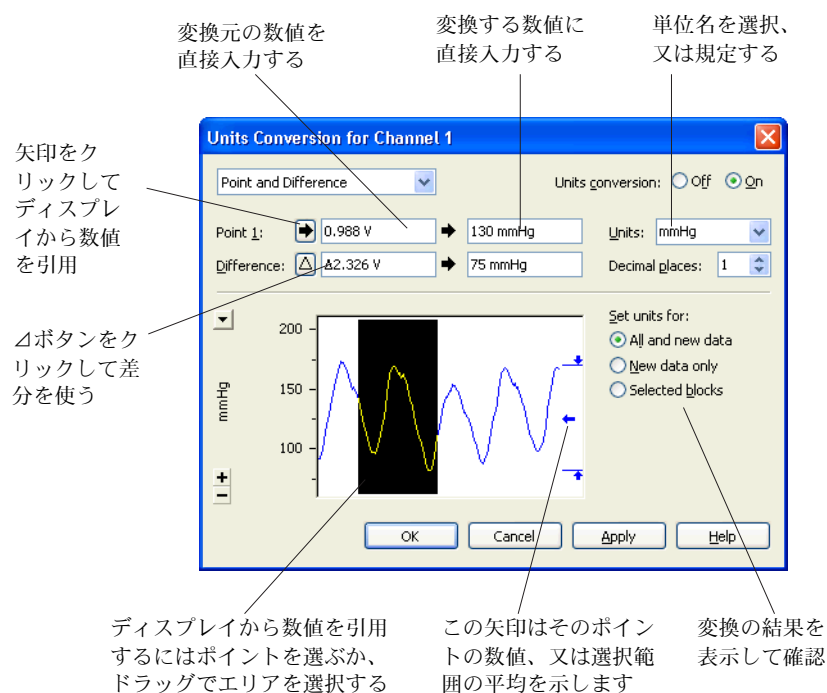 変換元の数値を
直接入力する
変換する数値に
直接入力する
単位名を選択、
又は規定する
矢印をク
リックして
ディスプレ
イから数値
を引用
⊿ボタンをク
リックして差
分を使う
Units Conversion for Channel 1
Point and Difference
Units conversion: Off On
Point 1: 0.988 V 130 mmHg Units: mmHg
Difference: Δ Δ2.326 V 75 mmHg Decimal places: 1
Set units for:
All and new data
New data only
Selected blocks
200
150
100
mmHg
+
−
OK Cancel Apply Help
ディスプレイから数値を引用
するにはポイントを選ぶか、
ドラッグでエリアを選択する
この矢印はそのポイン
トの数値、又は選択範
囲の平均を示します
変換の結果を
表示して確認